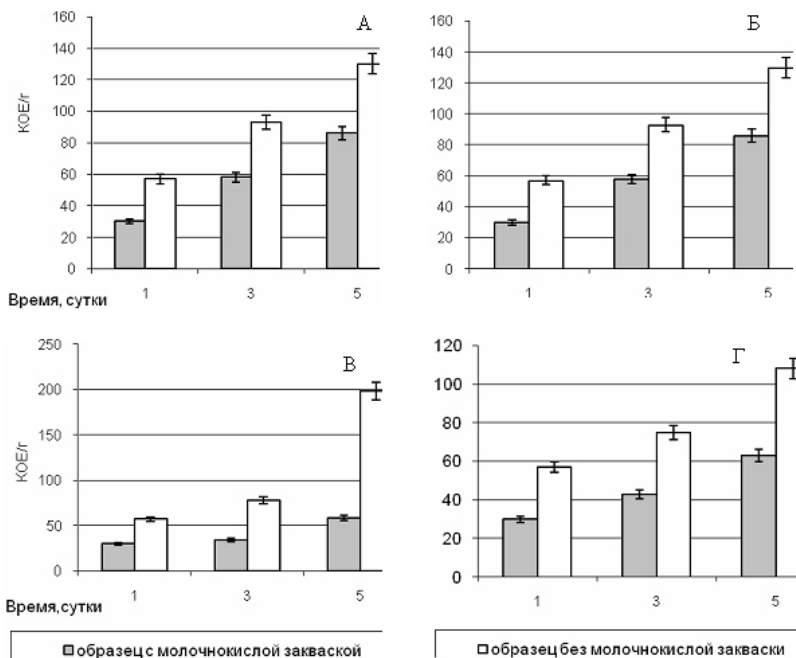 А
160
140
120
100
80
60
40
20
0
КОЕ/г
1 3 5
Время, сутки
Б
160
140
120
100
80
60
40
20
0
1 3 5
В
250
200
150
100
50
0
КОЕ/г
1 3 5
Время,сутки
Г
120
100
80
60
40
20
0
1 3 5
образец с молочнокислой закваской
образец без молочнокислой закваски